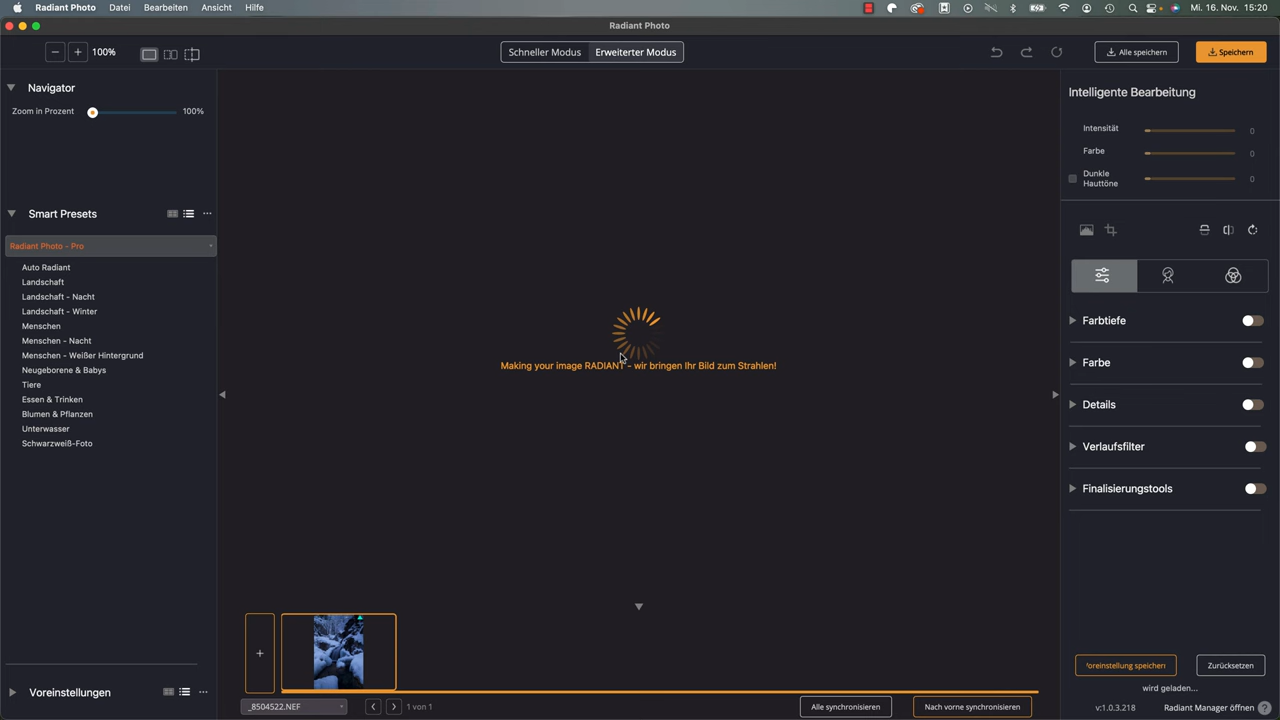 Radiant Photo Datei Bearbeiten Ansicht Hilfe Mi. 16. Nov. 15:20
Radiant Photo
100% Schneller Modus Erweiterter Modus Alle speichern Speichern
Navigator
Zoom in Prozent 100%
Smart Presets
Radiant Photo - Pro
Auto Radiant
Landschaft
Landschaft - Nacht
Landschaft - Winter
Menschen
Menschen - Nacht
Menschen - Weißer Hintergrund
Neugeborene & Babys
Tiere
Essen & Trinken
Blumen & Pflanzen
Unterwasser
Schwarzweiß-Foto
Voreinstellungen
Making your image RADIANT - wir bringen Ihr Bild zum Strahlen!
_8504522.NEF 1 von 1 Alle synchronisieren Nach vorne synchronisieren
Intelligente Bearbeitung
Intensität 0
Farbe 0
Dunkle
Hauttöne 0
Farbtiefe
Farbe
Details
Verlaufsfilter
Finalisierungstools
oreinstellung speichern Zurücksetzen
wird geladen...
v:1.0.3.218 Radiant Manager öffnen ?